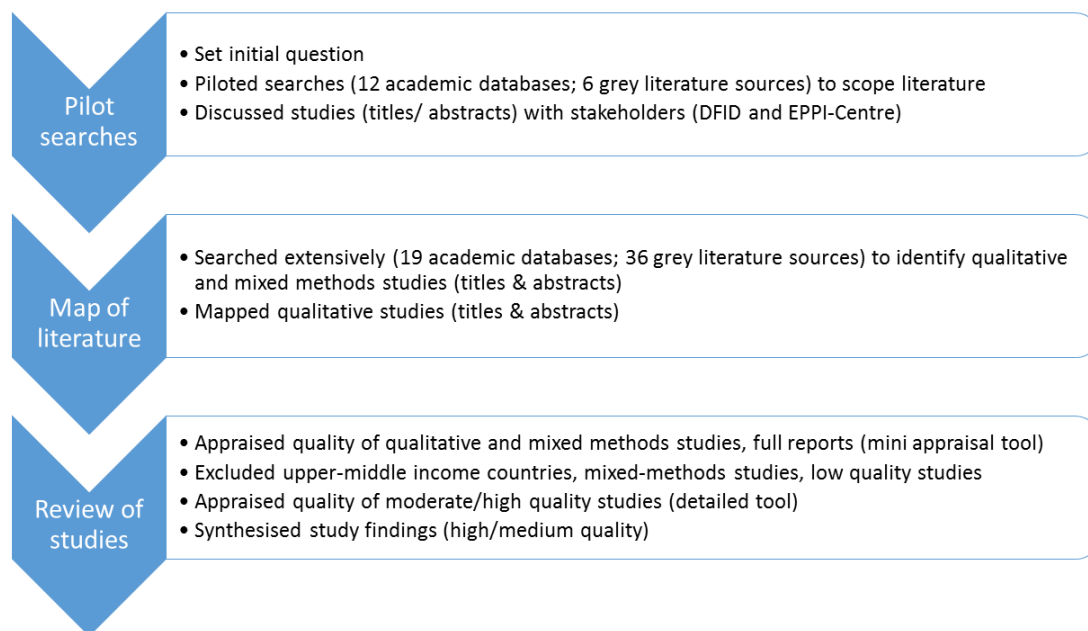 Pilot
searches
• Set initial question
• Piloted searches (12 academic databases; 6 grey literature sources) to scope literature
• Discussed studies (titles/ abstracts) with stakeholders (DFID and EPPI-Centre)
Map of
literature
• Searched extensively (19 academic databases; 36 grey literature sources) to identify qualitative
and mixed methods studies (titles & abstracts)
• Mapped qualitative studies (titles & abstracts)
Review of
studies
• Appraised quality of qualitative and mixed methods studies, full reports (mini appraisal tool)
• Excluded upper-middle income countries, mixed-methods studies, low quality studies
• Appraised quality of moderate/high quality studies (detailed tool)
• Synthesised study findings (high/medium quality)